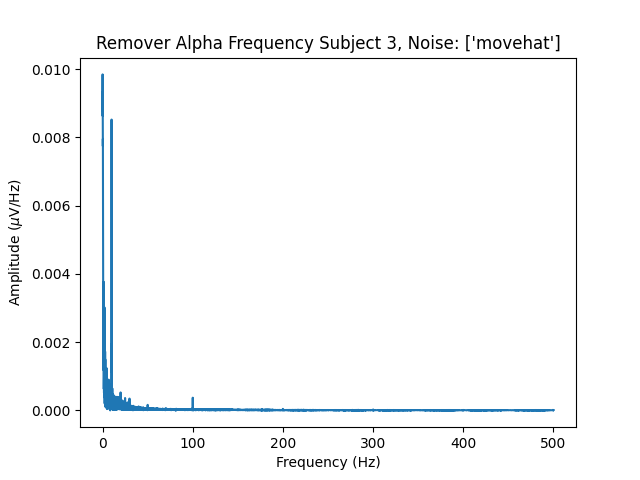 Remover Alpha Frequency Subject 3, Noise: ['movehat']
0.010
0.008
0.006
0.004
0.002
0.000
Amplitude (μV/Hz)
0 100 200 300 400 500
Frequency (Hz)